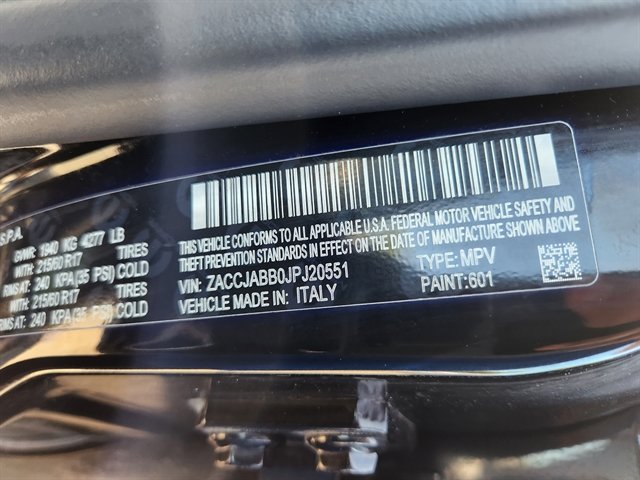 S.P.A.
GVWR: 1940 KG 4277 LB
WITH: 215/60 R17 TIRES
RIMS AT: 240 KPA (35 PSI) COLD
WITH: 215/60 R17 TIRES
RIMS AT: 240 KPA (35 PSI) COLD
THIS VEHICLE CONFORMS TO ALL APPLICABLE U.S.A. FEDERAL MOTOR VEHICLE SAFETY AND
THEFT PREVENTION STANDARDS IN EFFECT ON THE DATE OF MANUFACTURE SHOWN ABOVE
VIN: ZACCJABB0JPJ20551 TYPE: MPV
VEHICLE MADE IN: ITALY PAINT: 601